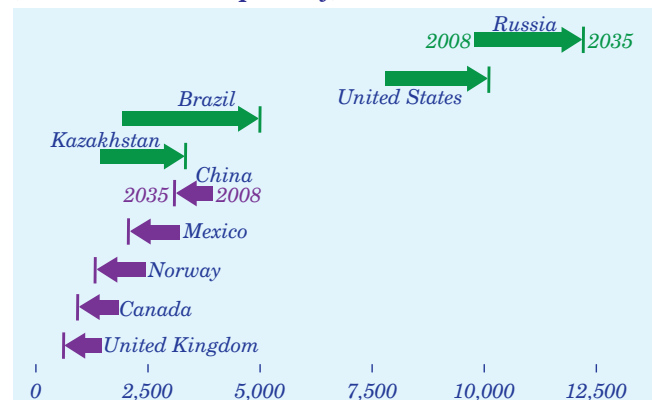 Russia
2008 2035
United States
Brazil
Kazakhstan
China
2035 2008
Mexico
Norway
Canada
United Kingdom
0 2,500 5,000 7,500 10,000 12,500